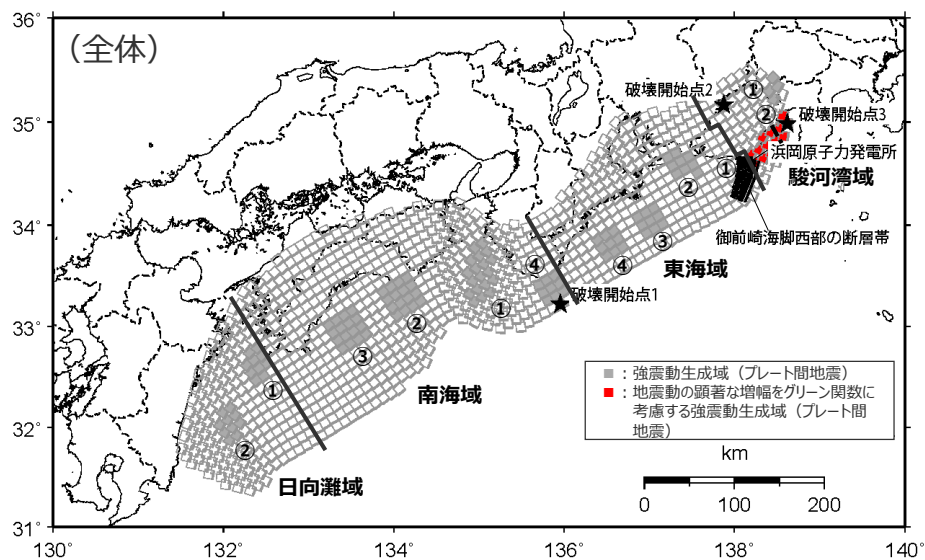 36°
（全体）
破壊開始点2
①
②
35°
破壊開始点3
浜岡原子力発電所
①
②
駿河湾域
34°
③
御前崎海脚西部の断層帯
④
④
東海域
破壊開始点1
33°
②
①
③
①
■：強震動生成域（プレート間地震）
■：地震動の顕著な増幅をグリーン関数に
考慮する強震動生成域（プレート間
地震）
南海域
32°
②
km
日向灘域
0 50 100 150 200
31°
130 132 134 136 138 140